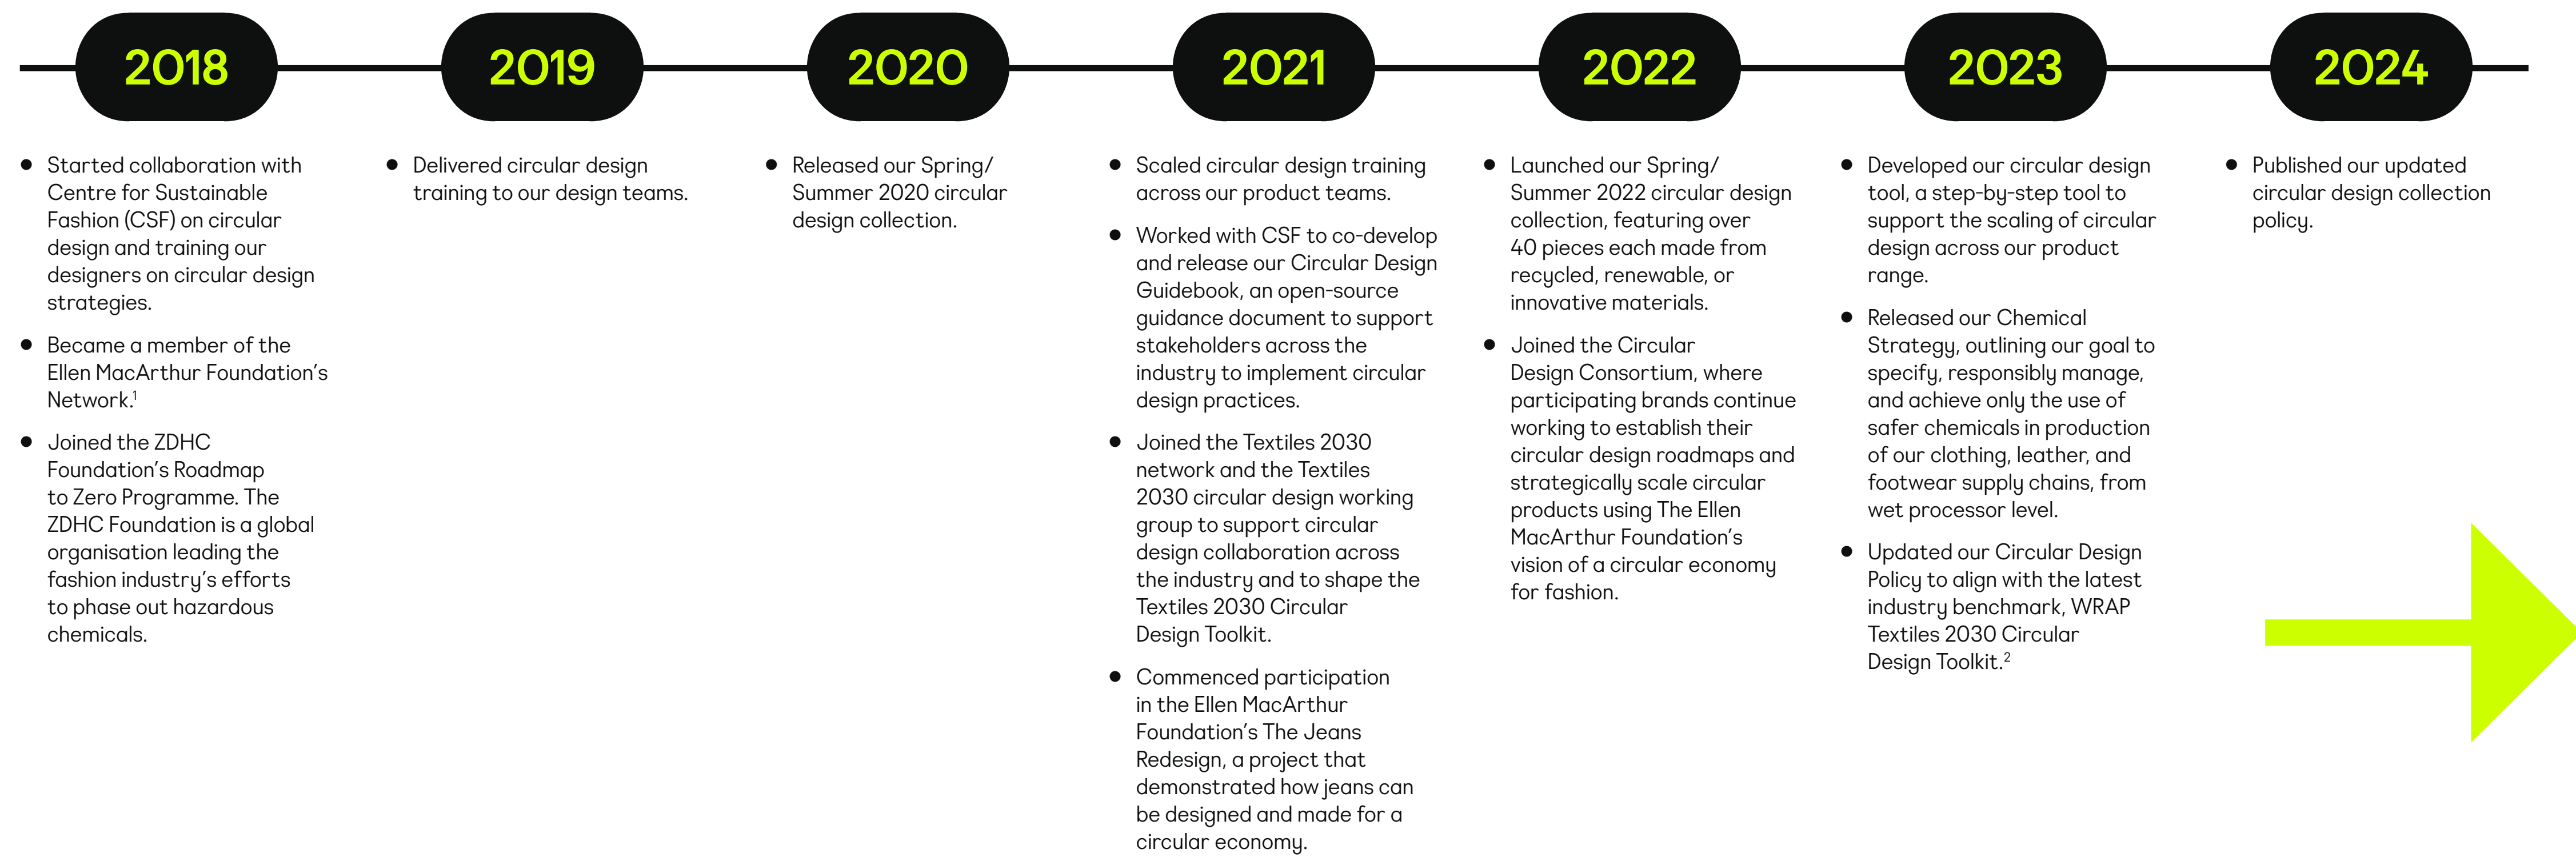 2018
2019
2020
2021
2022
2023
2024
● Started collaboration with
Centre for Sustainable
Fashion (CSF) on circular
design and training our
designers on circular design
strategies.
● Became a member of the
Ellen MacArthur Foundation’s
Network.¹
● Joined the ZDHC
Foundation’s Roadmap
to Zero Programme. The
ZDHC Foundation is a global
organisation leading the
fashion industry’s efforts
to phase out hazardous
chemicals.
● Delivered circular design
training to our design teams.
● Released our Spring/
Summer 2020 circular
design collection.
● Scaled circular design training
across our product teams.
● Worked with CSF to co-develop
and release our Circular Design
Guidebook, an open-source
guidance document to support
stakeholders across the
industry to implement circular
design practices.
● Joined the Textiles 2030
network and the Textiles
2030 circular design working
group to support circular
design collaboration across
the industry and to shape the
Textiles 2030 Circular
Design Toolkit.
● Commenced participation
in the Ellen MacArthur
Foundation’s The Jeans
Redesign, a project that
demonstrated how jeans can
be designed and made for a
circular economy.
● Launched our Spring/
Summer 2022 circular design
collection, featuring over
40 pieces each made from
recycled, renewable, or
innovative materials.
● Joined the Circular
Design Consortium, where
participating brands continue
working to establish their
circular design roadmaps and
strategically scale circular
products using The Ellen
MacArthur Foundation’s
vision of a circular economy
for fashion.
● Developed our circular design
tool, a step-by-step tool to
support the scaling of circular
design across our product
range.
● Released our Chemical
Strategy, outlining our goal to
specify, responsibly manage,
and achieve only the use of
safer chemicals in production
of our clothing, leather, and
footwear supply chains, from
wet processor level.
● Updated our Circular Design
Policy to align with the latest
industry benchmark, WRAP
Textiles 2030 Circular
Design Toolkit.²
● Published our updated
circular design collection
policy.